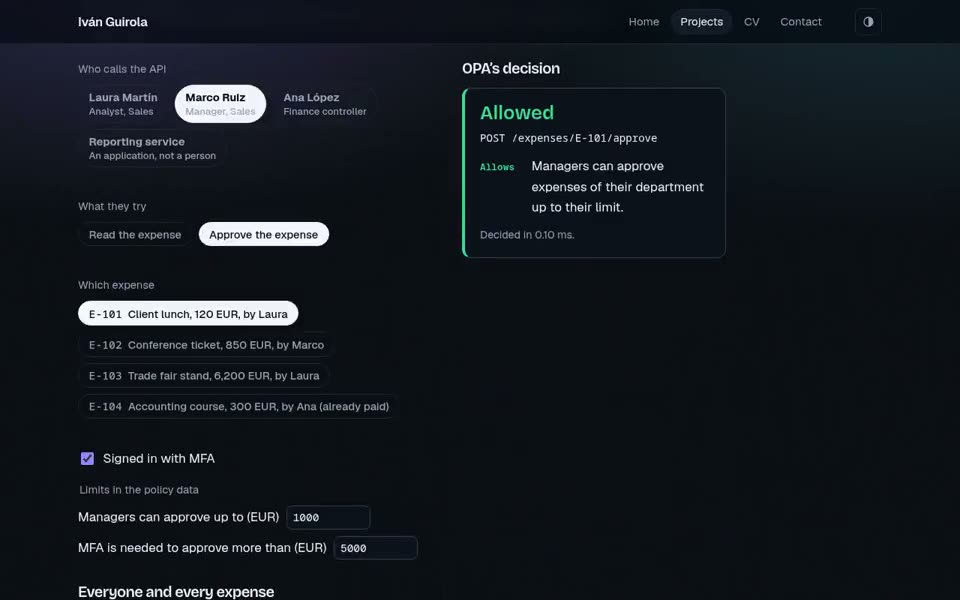 Iván Guirola
Home Projects CV Contact
Who calls the API
Laura Martín
Analyst, Sales
Marco Ruiz
Manager, Sales
Ana López
Finance controller
Reporting service
An application, not a person
What they try
Read the expense
Approve the expense
Which expense
E-101 Client lunch, 120 EUR, by Laura
E-102 Conference ticket, 850 EUR, by Marco
E-103 Trade fair stand, 6,200 EUR, by Laura
E-104 Accounting course, 300 EUR, by Ana (already paid)
Signed in with MFA
Limits in the policy data
Managers can approve up to (EUR) 1000
MFA is needed to approve more than (EUR) 5000
Everyone and every expense
OPA's decision
Allowed
POST /expenses/E-101/approve
Allows Managers can approve
expenses of their department
up to their limit.
Decided in 0.10 ms.